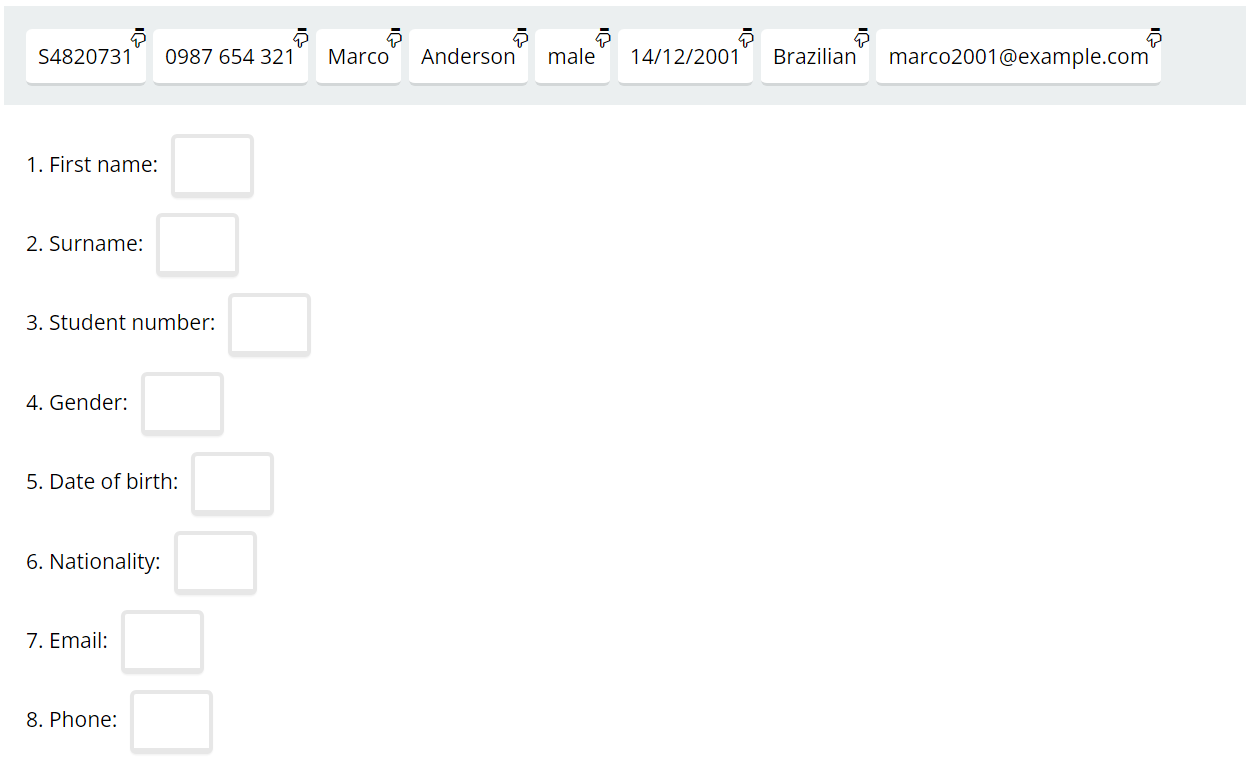 S4820731 0987 654 321 Marco Anderson male 14/12/2001 Brazilian marco2001@example.com
1. First name:
2. Surname:
3. Student number:
4. Gender:
5. Date of birth:
6. Nationality:
7. Email:
8. Phone: